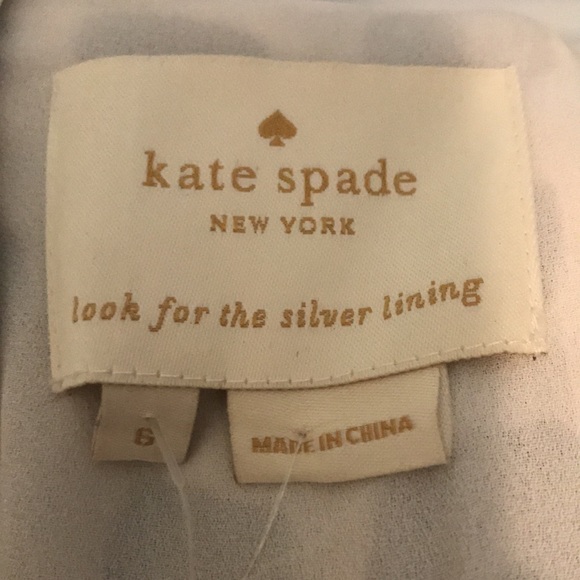 kate spade
NEW YORK
look for the silver lining
6
MADE IN CHINA